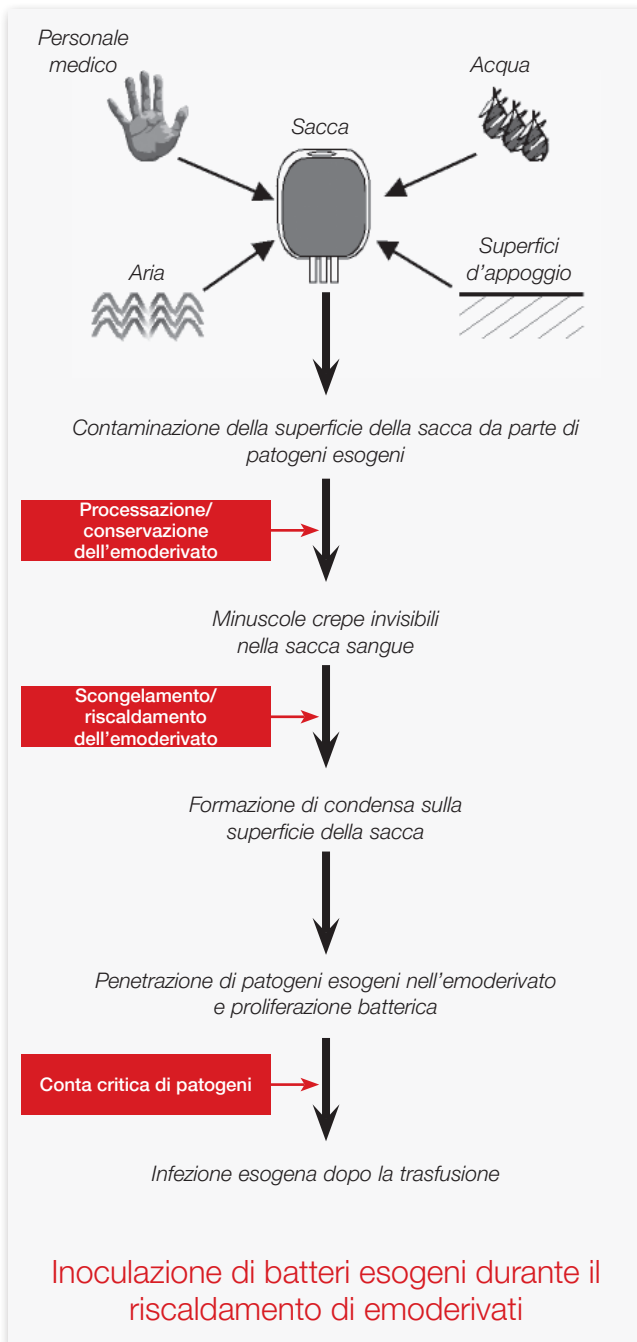 Personale
medico
Acqua
Sacca
Aria
Superfici
d'appoggio
Contaminazione della superficie della sacca da parte di
patogeni esogeni
Processazione/
conservazione
dell'emoderivato
Minuscole crepe invisibili
nella sacca sangue
Scongelamento/
riscaldamento
dell'emoderivato
Formazione di condensa sulla
superficie della sacca
Penetrazione di patogeni esogeni nell'emoderivato
e proliferazione batterica
Conta critica di patogeni
Infezione esogena dopo la trasfusione
Inoculazione di batteri esogeni durante il
riscaldamento di emoderivati